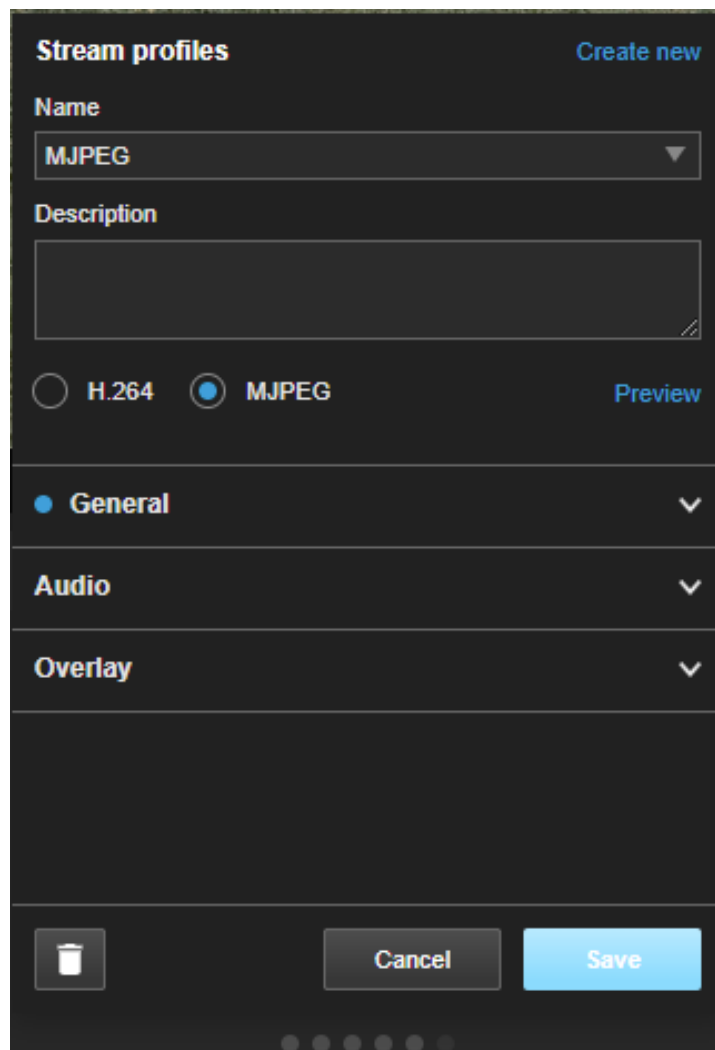 Stream profiles Create new
Name
MJPEG
Description
H.264 MJPEG Preview
General
Audio
Overlay
Cancel Save